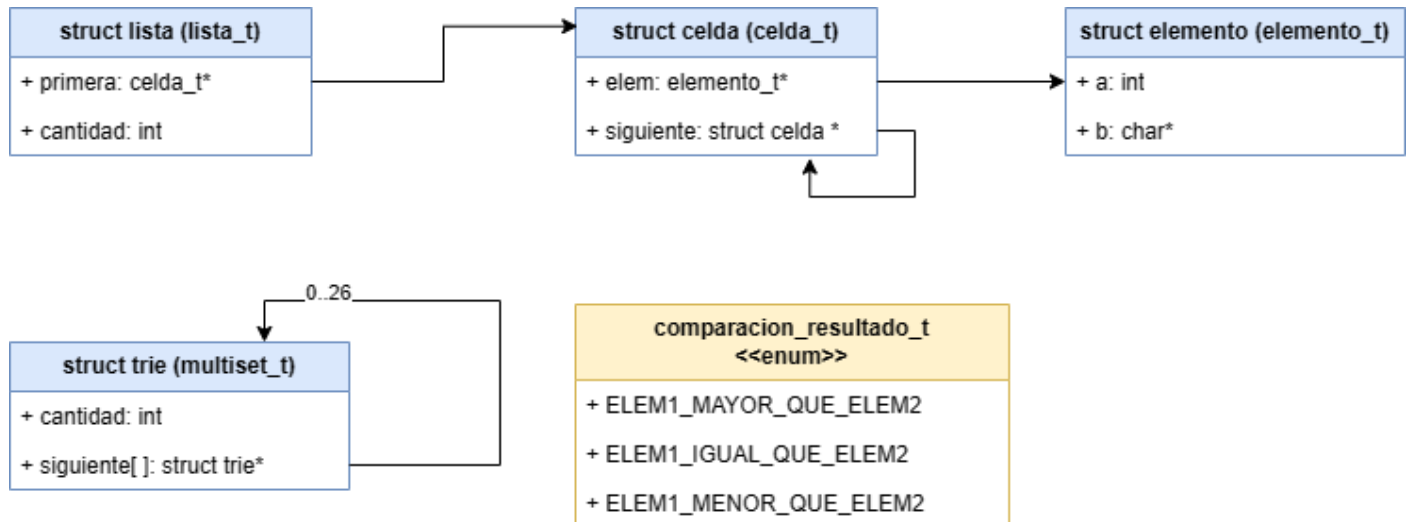 struct lista (lista_t)
+ primera: celda_t*
+ cantidad: int
struct celda (celda_t)
+ elem: elemento_t*
+ siguiente: struct celda *
struct elemento (elemento_t)
+ a: int
+ b: char*
0..26
struct trie (multiset_t)
+ cantidad: int
+ siguiente[ ]: struct trie*
comparacion_resultado_t
<<enum>>
+ ELEM1_MAYOR_QUE_ELEM2
+ ELEM1_IGUAL_QUE_ELEM2
+ ELEM1_MENOR_QUE_ELEM2